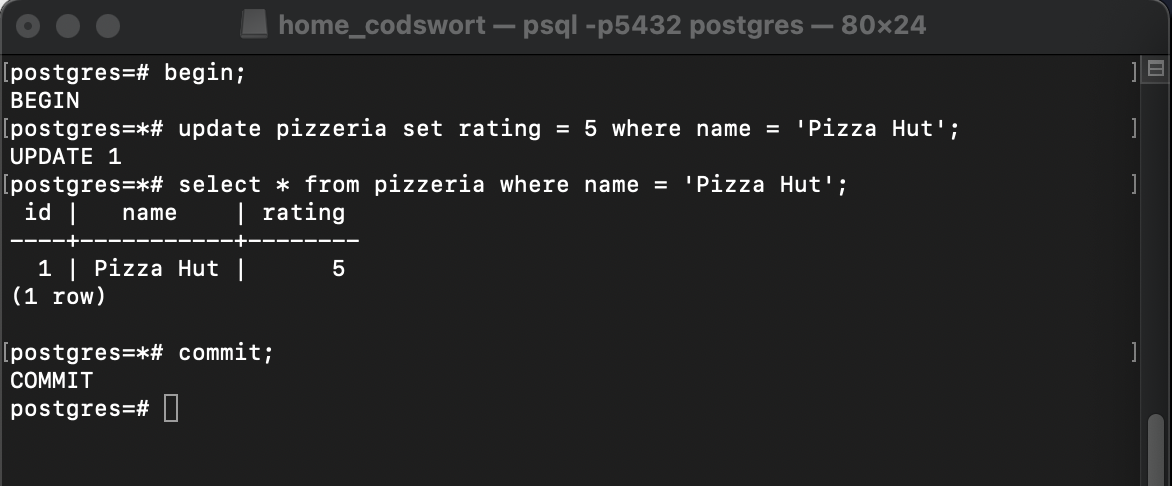 home_codswort — psql -p5432 postgres — 80×24
[postgres=# begin; ]
BEGIN
[postgres=*# update pizzeria set rating = 5 where name = 'Pizza Hut'; ]
UPDATE 1
[postgres=*# select * from pizzeria where name = 'Pizza Hut'; ]
 id |   name    | rating
----+-----------+--------
  1 | Pizza Hut |      5
(1 row)
[postgres=*# commit; ]
COMMIT
postgres=#